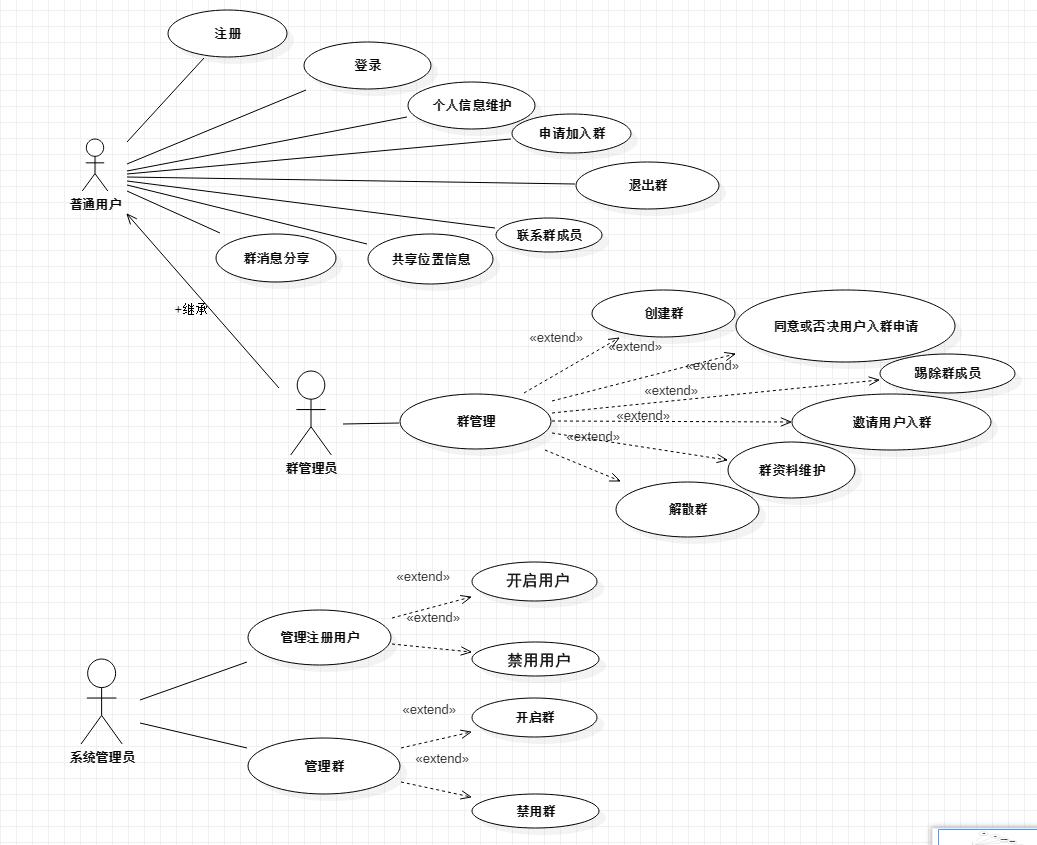 注册
登录
个人信息维护
申请加入群
退出群
普通用户
联系群成员
群消息分享
共享位置信息
+继承
创建群
同意或否决用户入群申请
«extend»
«extend»
«extend»
踢除群成员
«extend»
«extend»
邀请用户入群
群管理
«extend»
群管理员
群资料维护
解散群
«extend»
开启用户
«extend»
管理注册用户
禁用用户
«extend»
开启群
系统管理员
«extend»
管理群
禁用群